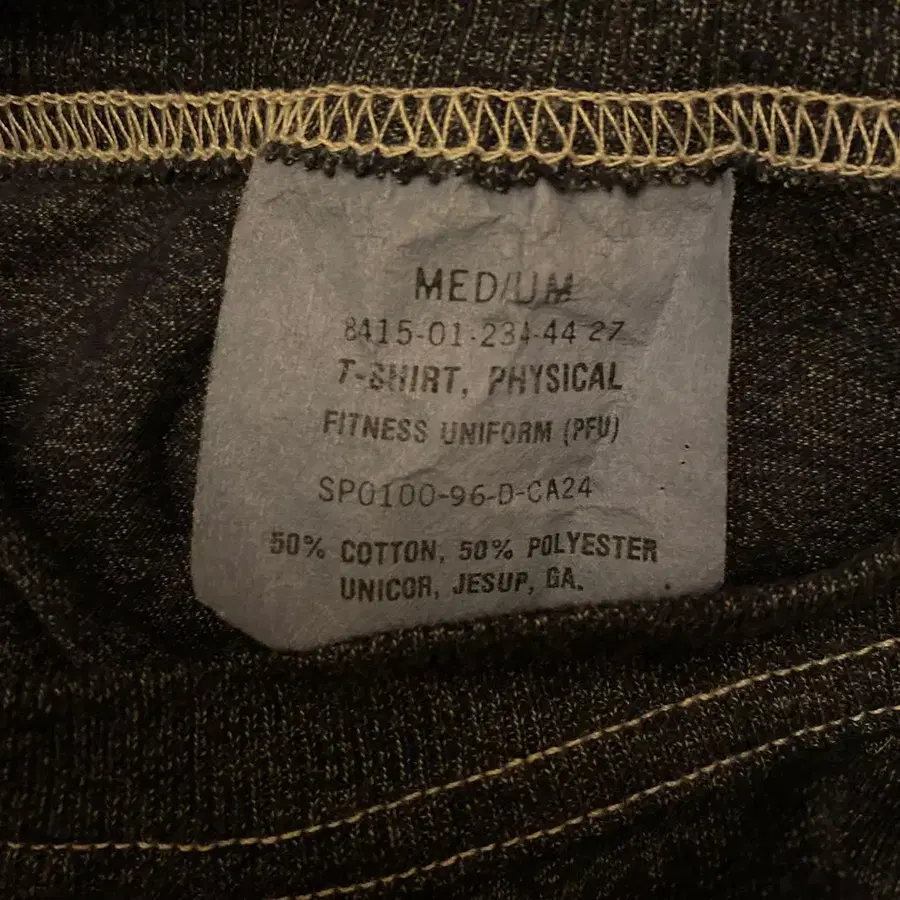 MEDIUM
8415-01-234-4427
T-SHIRT, PHYSICAL
FITNESS UNIFORM (PFU)
SP0100-96-D-CA24
50% COTTON, 50% POLYESTER
UNICOR, JESUP, GA.